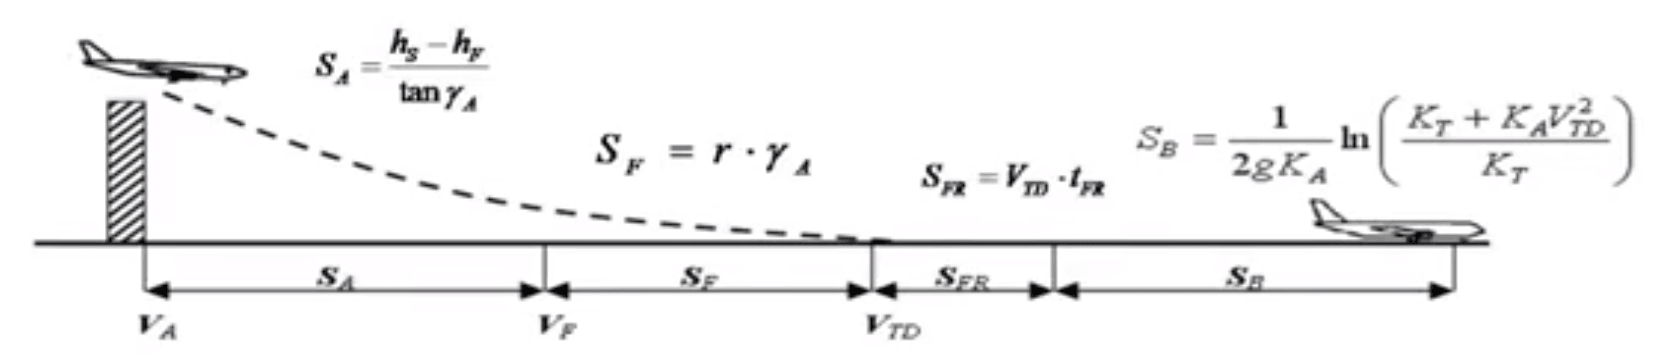 S_A = (h_S − h_F) / (tan γ_A)
S_F = r · γ_A
S_FR = V_TD · t_FR
S_B = (1 / (2gK_A)) ln((K_T + K_A V_TD^2) / K_T)
S_A S_F S_FR S_B
V_A V_F V_TD